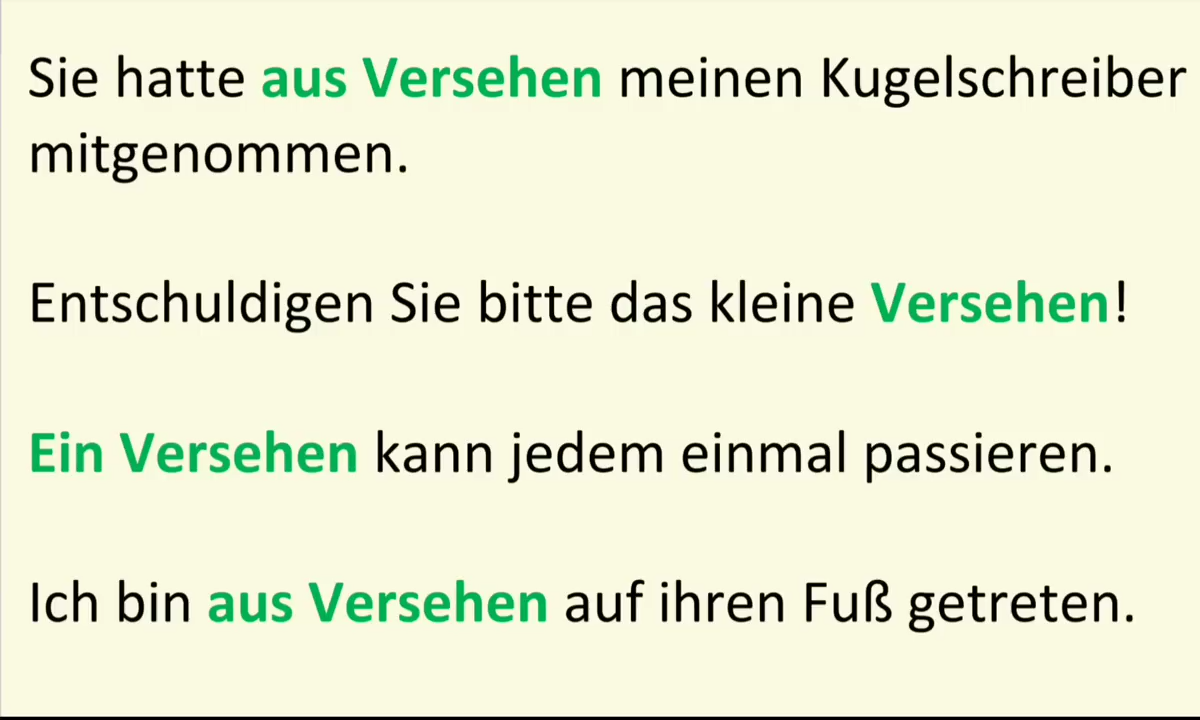 Sie hatte aus Versehen meinen Kugelschreiber
mitgenommen.
Entschuldigen Sie bitte das kleine Versehen!
Ein Versehen kann jedem einmal passieren.
Ich bin aus Versehen auf ihren Fuß getreten.